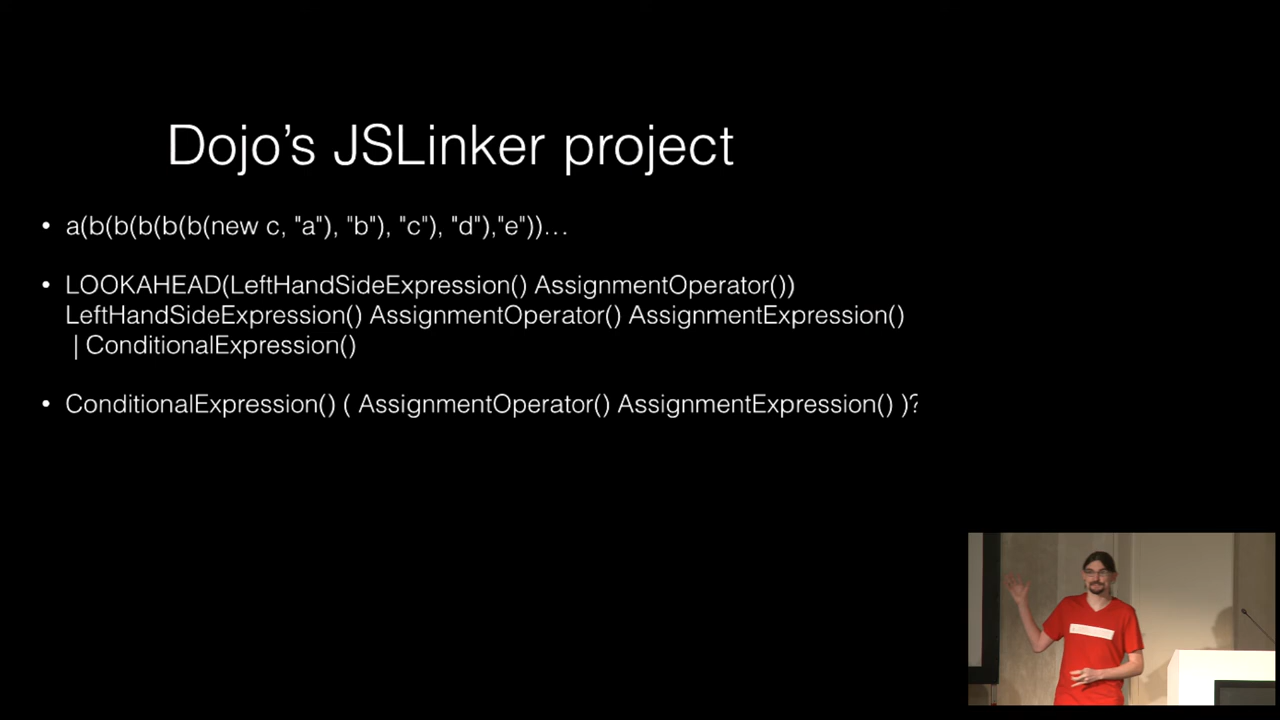 Dojo’s JSLinker project
• a(b(b(b(b(b(new c, "a"), "b"), "c"), "d"),"e"))…
• LOOKAHEAD(LeftHandSideExpression() AssignmentOperator())
LeftHandSideExpression() AssignmentOperator() AssignmentExpression()
| ConditionalExpression()
• ConditionalExpression() ( AssignmentOperator() AssignmentExpression() )?